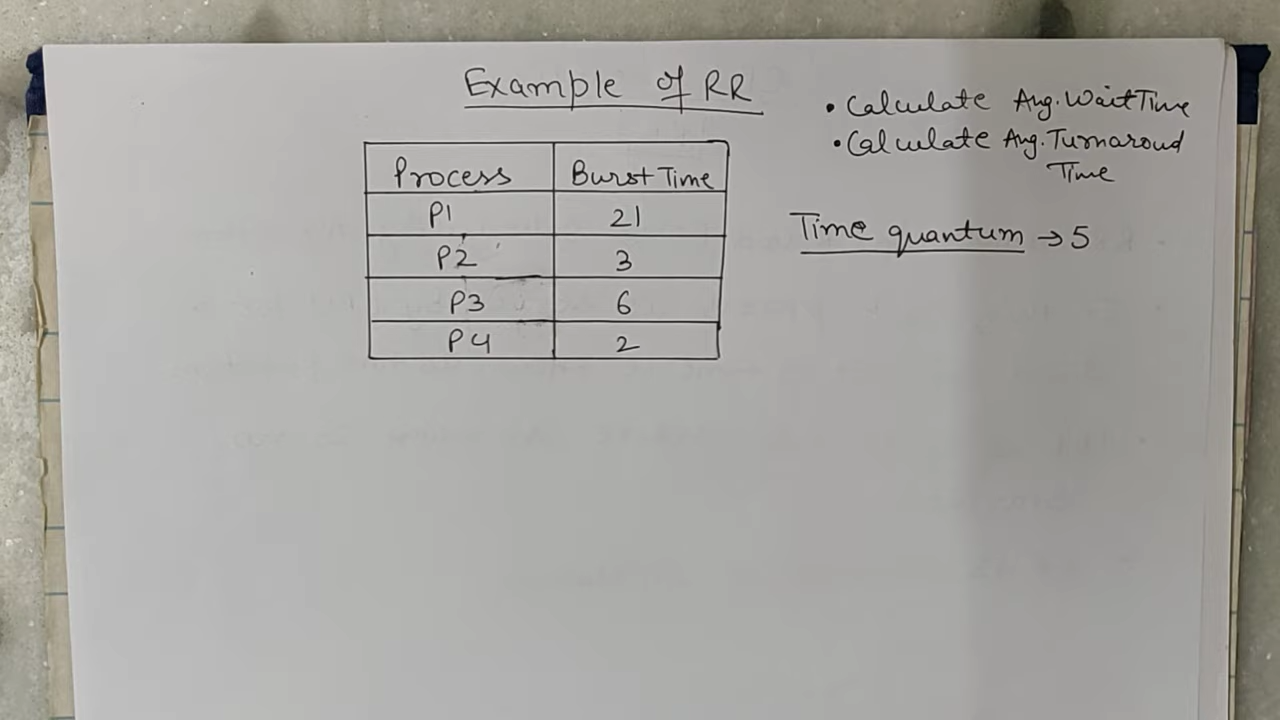 Example of RR
• Calculate Avg. Wait Time
• Calculate Avg. Turnaroud
Time
Process Burst Time
P1 21
P2 3
P3 6
P4 2
Time quantum → 5